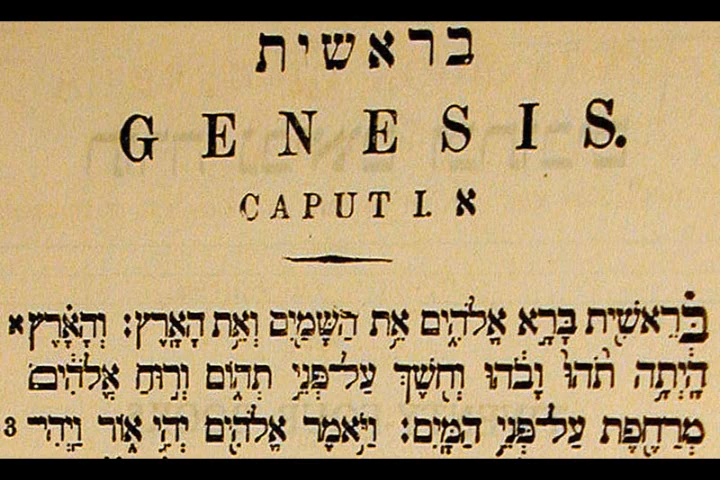 בראשית
GENESIS.
CAPUT I. א
בְּרֵאשִׁ֖ית בָּרָ֣א אֱלֹהִ֑ים אֵ֥ת הַשָּׁמַ֖יִם וְאֵ֥ת הָאָֽרֶץ׃ וְהָאָ֗רֶץ א
הָיְתָ֥ה תֹ֙הוּ֙ וָבֹ֔הוּ וְחֹ֖שֶׁךְ עַל־פְּנֵ֣י תְה֑וֹם וְר֣וּחַ אֱלֹהִ֔ים
מְרַחֶ֖פֶת עַל־פְּנֵ֥י הַמָּֽיִם׃ וַיֹּ֥אמֶר אֱלֹהִ֖ים יְהִ֣י א֑וֹר וַֽיְהִי־ 3